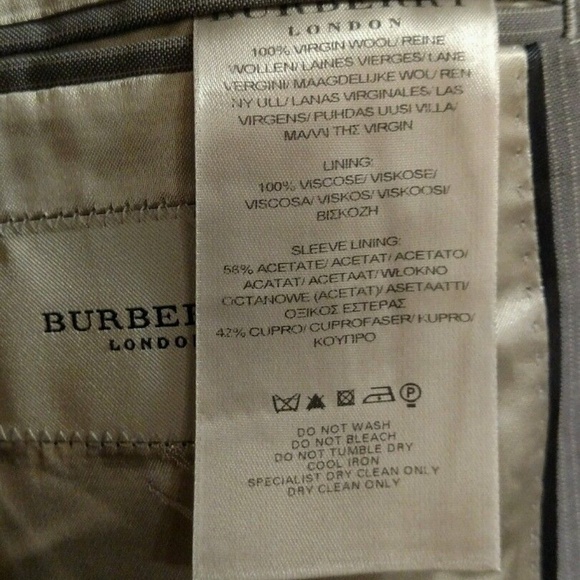 BURBERRY
LONDON
100% VIRGIN WOOL/ REINE
WOLLEN/ LAINES VIERGES/ LANE
VERGINI/ MAAGDELIJKE WOL/ REN
NY ULL/ LANAS VIRGINALES/ LAS
VIRGENS/ PUHDAS UUSI VILLA/
ΜΑΛΛΙ ΤΗΣ VIRGIN
LINING:
100% VISCOSE/ VISKOSE/
VISCOSA/ VISKOS/ VISKOOSI/
ΒΙΣΚΟΖΗ
SLEEVE LINING:
58% ACETATE/ ACETAT/ ACETATO/
ACATAT/ ACETAAT/ WŁOKNO
OCTANOWE (ACETAT)/ ASETAATTI/
ΟΞΙΚΟΣ ΕΣΤΕΡΑΣ
42% CUPRO/ CUPROFASER/ KUPRO/
ΚΟΥΠΡΟ
P
DO NOT WASH
DO NOT BLEACH
DO NOT TUMBLE DRY
COOL IRON
SPECIALIST DRY CLEAN ONLY
DRY CLEAN ONLY
BURBER
LONDO